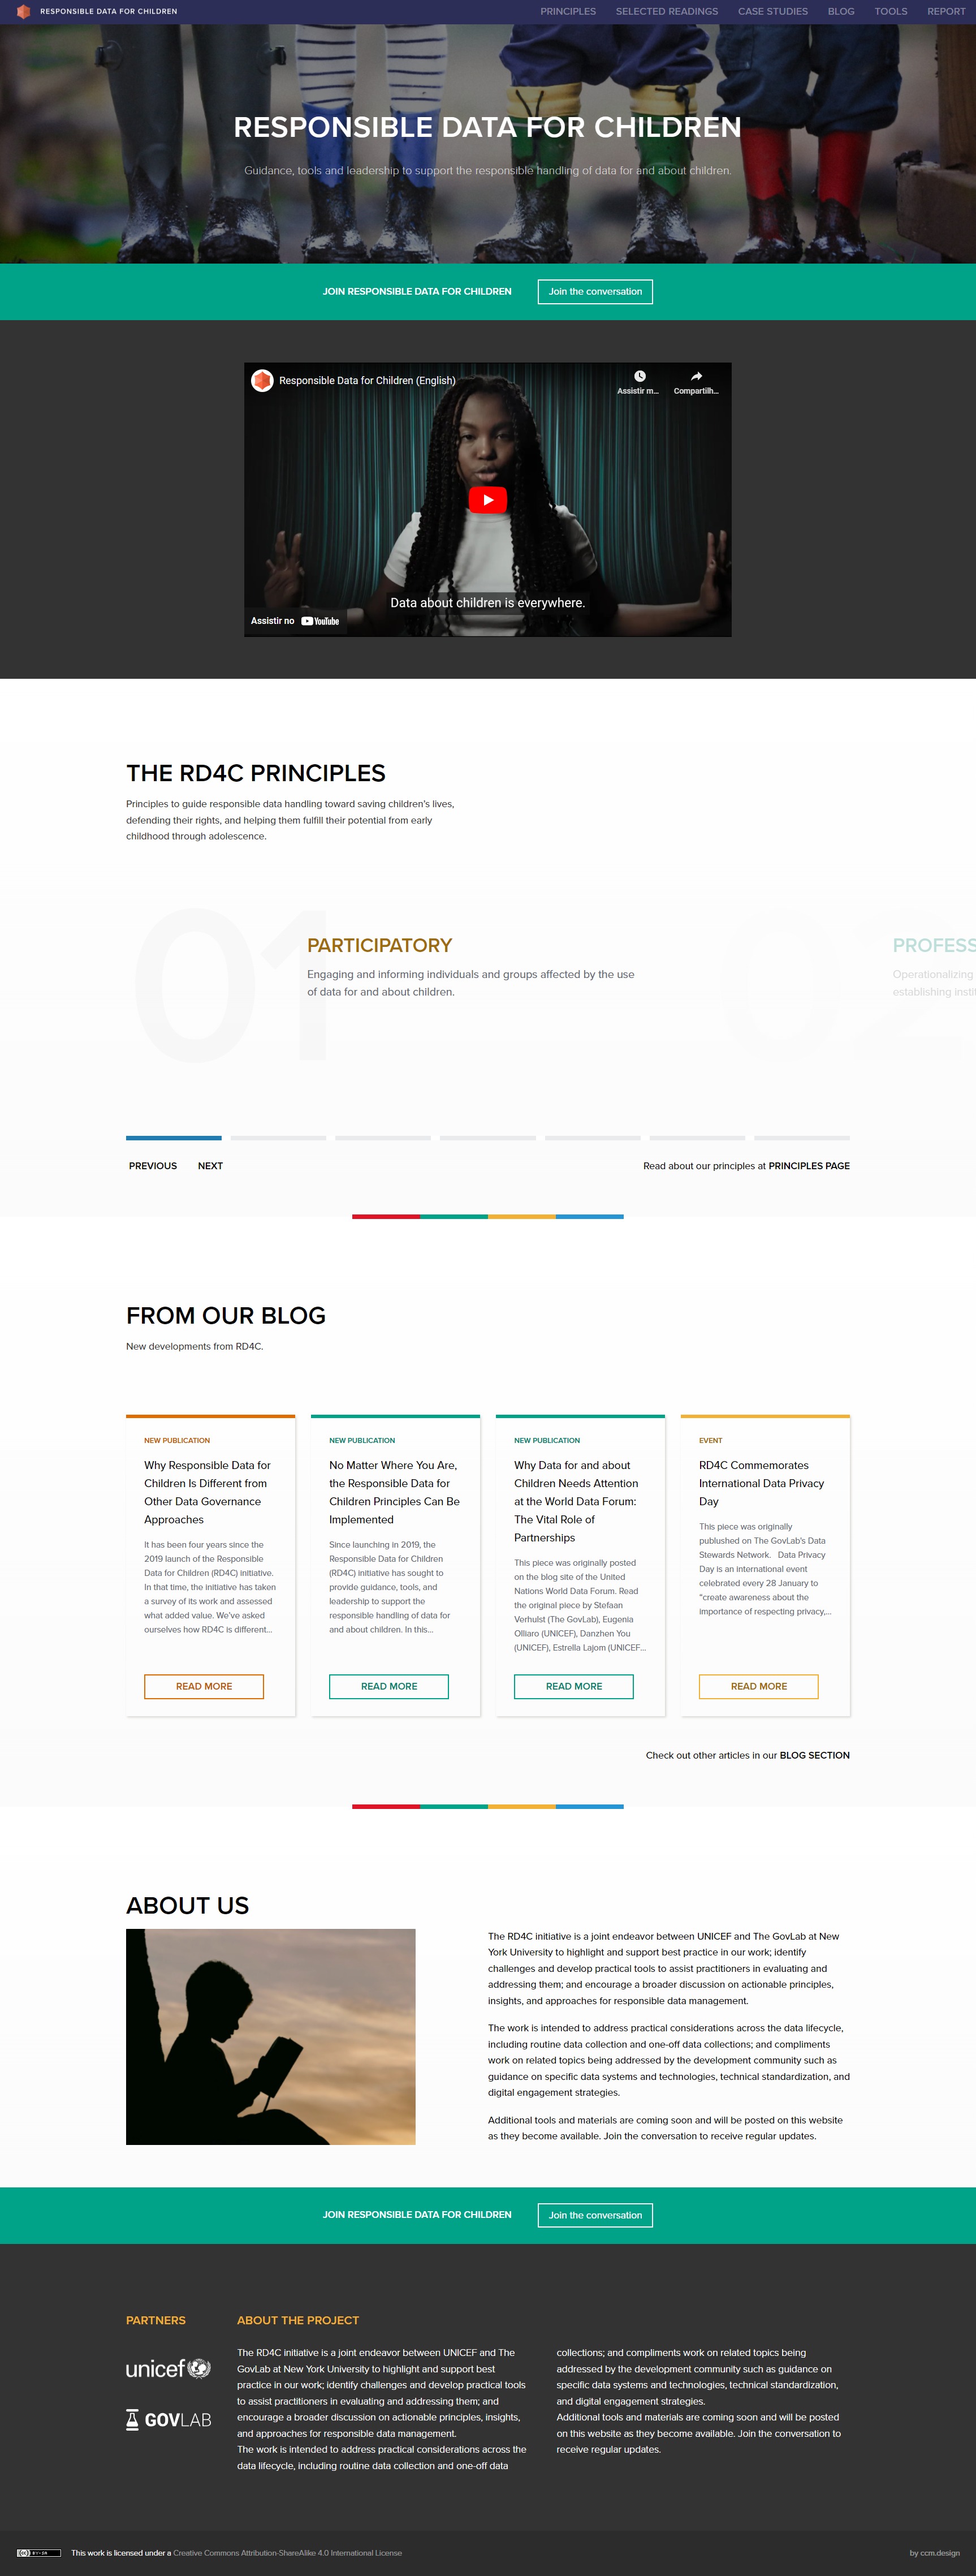 RESPONSIBLE DATA FOR CHILDREN
PRINCIPLES SELECTED READINGS CASE STUDIES BLOG TOOLS REPORT
RESPONSIBLE DATA FOR CHILDREN
Guidance, tools and leadership to support the responsible handling of data for and about children.
JOIN RESPONSIBLE DATA FOR CHILDREN Join the conversation
Responsible Data for Children (English)
Assistir m... Compartilh...
Data about children is everywhere.
Assistir no YouTube
THE RD4C PRINCIPLES
Principles to guide responsible data handling toward saving children's lives,
defending their rights, and helping them fulfill their potential from early
childhood through adolescence.
01
PARTICIPATORY
Engaging and informing individuals and groups affected by the use
of data for and about children.
02
PROFESS
Operationalizing
establishing instit
PREVIOUS NEXT
Read about our principles at PRINCIPLES PAGE
FROM OUR BLOG
New developments from RD4C.
NEW PUBLICATION
Why Responsible Data for
Children Is Different from
Other Data Governance
Approaches
It has been four years since the
2019 launch of the Responsible
Data for Children (RD4C) initiative.
In that time, the initiative has taken
a survey of its work and assessed
what added value. We've asked
ourselves how RD4C is different...
READ MORE
NEW PUBLICATION
No Matter Where You Are,
the Responsible Data for
Children Principles Can Be
Implemented
Since launching in 2019, the
Responsible Data for Children
(RD4C) initiative has sought to
provide guidance, tools, and
leadership to support the
responsible handling of data for
and about children. In this...
READ MORE
NEW PUBLICATION
Why Data for and about
Children Needs Attention
at the World Data Forum:
The Vital Role of
Partnerships
This piece was originally posted
on the blog site of the United
Nations World Data Forum. Read
the original piece by Stefaan
Verhulst (The GovLab), Eugenia
Olliaro (UNICEF), Danzhen You
(UNICEF), Estrella Lajom (UNICEF...
READ MORE
EVENT
RD4C Commemorates
International Data Privacy
Day
This piece was originally
publushed on The GovLab's Data
Stewards Network. Data Privacy
Day is an international event
celebrated every 28 January to
"create awareness about the
importance of respecting privacy,...
READ MORE
Check out other articles in our BLOG SECTION
ABOUT US
The RD4C initiative is a joint endeavor between UNICEF and The GovLab at New
York University to highlight and support best practice in our work; identify
challenges and develop practical tools to assist practitioners in evaluating and
addressing them; and encourage a broader discussion on actionable principles,
insights, and approaches for responsible data management.
The work is intended to address practical considerations across the data lifecycle,
including routine data collection and one-off data collections; and compliments
work on related topics being addressed by the development community such as
guidance on specific data systems and technologies, technical standardization, and
digital engagement strategies.
Additional tools and materials are coming soon and will be posted on this website
as they become available. Join the conversation to receive regular updates.
JOIN RESPONSIBLE DATA FOR CHILDREN Join the conversation
PARTNERS
unicef
GOVLAB
ABOUT THE PROJECT
The RD4C initiative is a joint endeavor between UNICEF and The
GovLab at New York University to highlight and support best
practice in our work; identify challenges and develop practical tools
to assist practitioners in evaluating and addressing them; and
encourage a broader discussion on actionable principles, insights,
and approaches for responsible data management.
The work is intended to address practical considerations across the
data lifecycle, including routine data collection and one-off data
collections; and compliments work on related topics being
addressed by the development community such as guidance on
specific data systems and technologies, technical standardization,
and digital engagement strategies.
Additional tools and materials are coming soon and will be posted
on this website as they become available. Join the conversation to
receive regular updates.
cc BY-SA
This work is licensed under a Creative Commons Attribution-ShareAlike 4.0 International License
by ccm.design